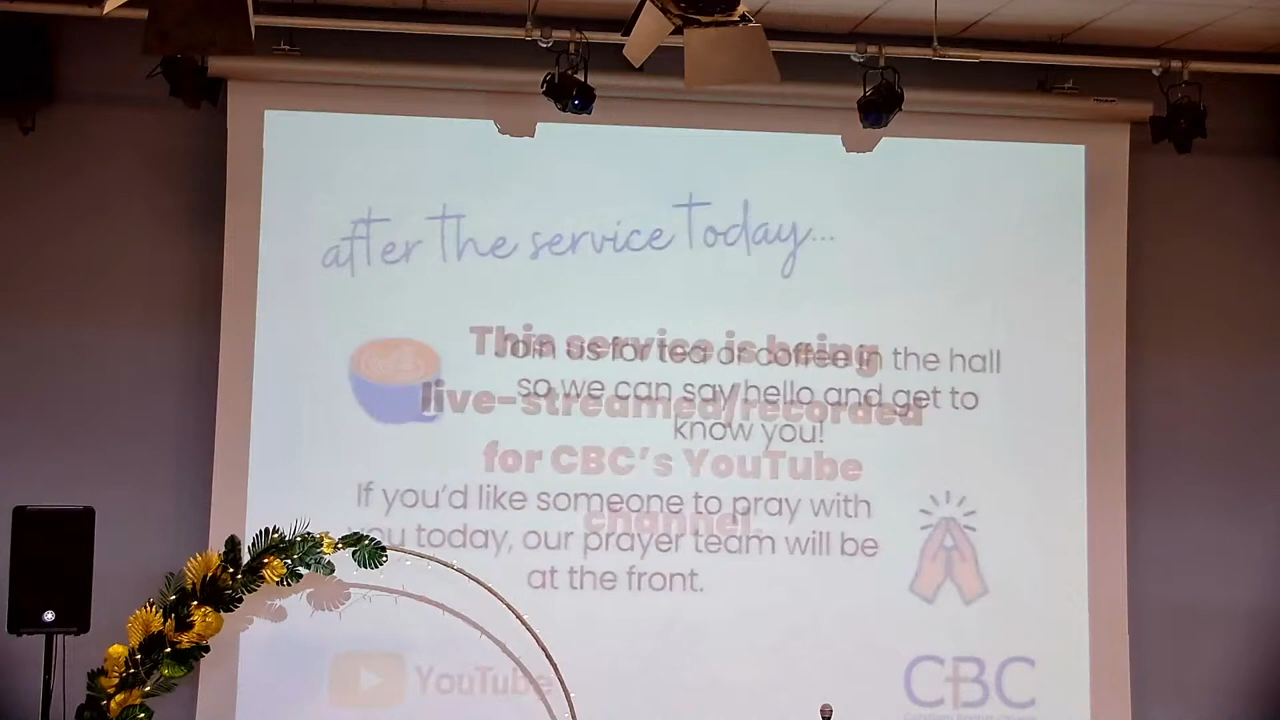 after the service today...
This service is being
Join us for tea or coffee in the hall
so we can say hello and get to
live-streamed/recorded
know you!
for CBC's YouTube
If you'd like someone to pray with
channel.
you today, our prayer team will be
at the front.
YouTube
CBC